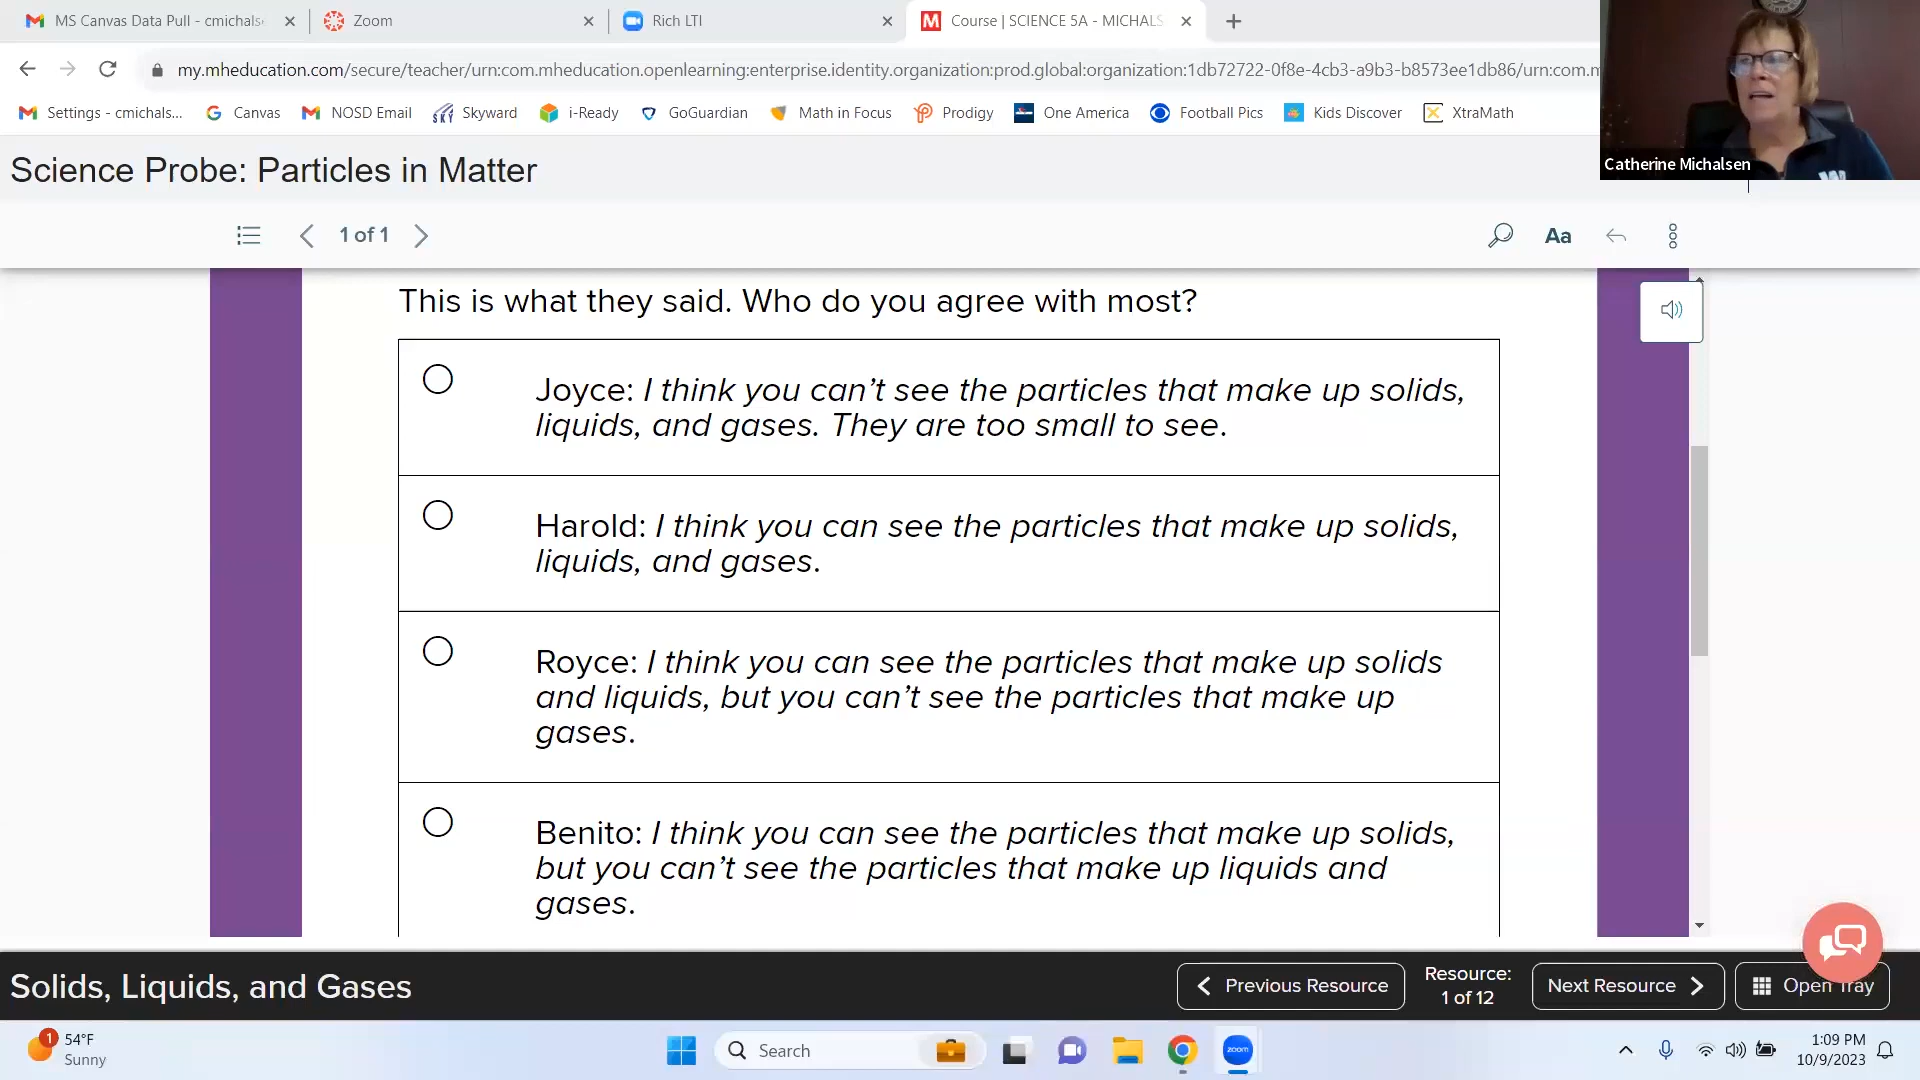 MS Canvas Data Pull - cmichals
Zoom
Rich LTI
Course | SCIENCE 5A - MICHALS
my.mheducation.com/secure/teacher/urn:com.mheducation.openlearning:enterprise.identity.organization:prod.global:organization:1db72722-0f8e-4cb3-a9b3-b8573ee1db86/urn:com.m
Settings - cmichals...
Canvas
NOSD Email
Skyward
i-Ready
GoGuardian
Math in Focus
Prodigy
One America
Football Pics
Kids Discover
XtraMath
Catherine Michalsen
Science Probe: Particles in Matter
1 of 1
Aa
This is what they said. Who do you agree with most?
Joyce: I think you can't see the particles that make up solids,
liquids, and gases. They are too small to see.
Harold: I think you can see the particles that make up solids,
liquids, and gases.
Royce: I think you can see the particles that make up solids
and liquids, but you can't see the particles that make up
gases.
Benito: I think you can see the particles that make up solids,
but you can't see the particles that make up liquids and
gases.
Solids, Liquids, and Gases
Previous Resource
Resource:
1 of 12
Next Resource
Open Tray
1
54°F
Sunny
Search
zoom
1:09 PM
10/9/2023